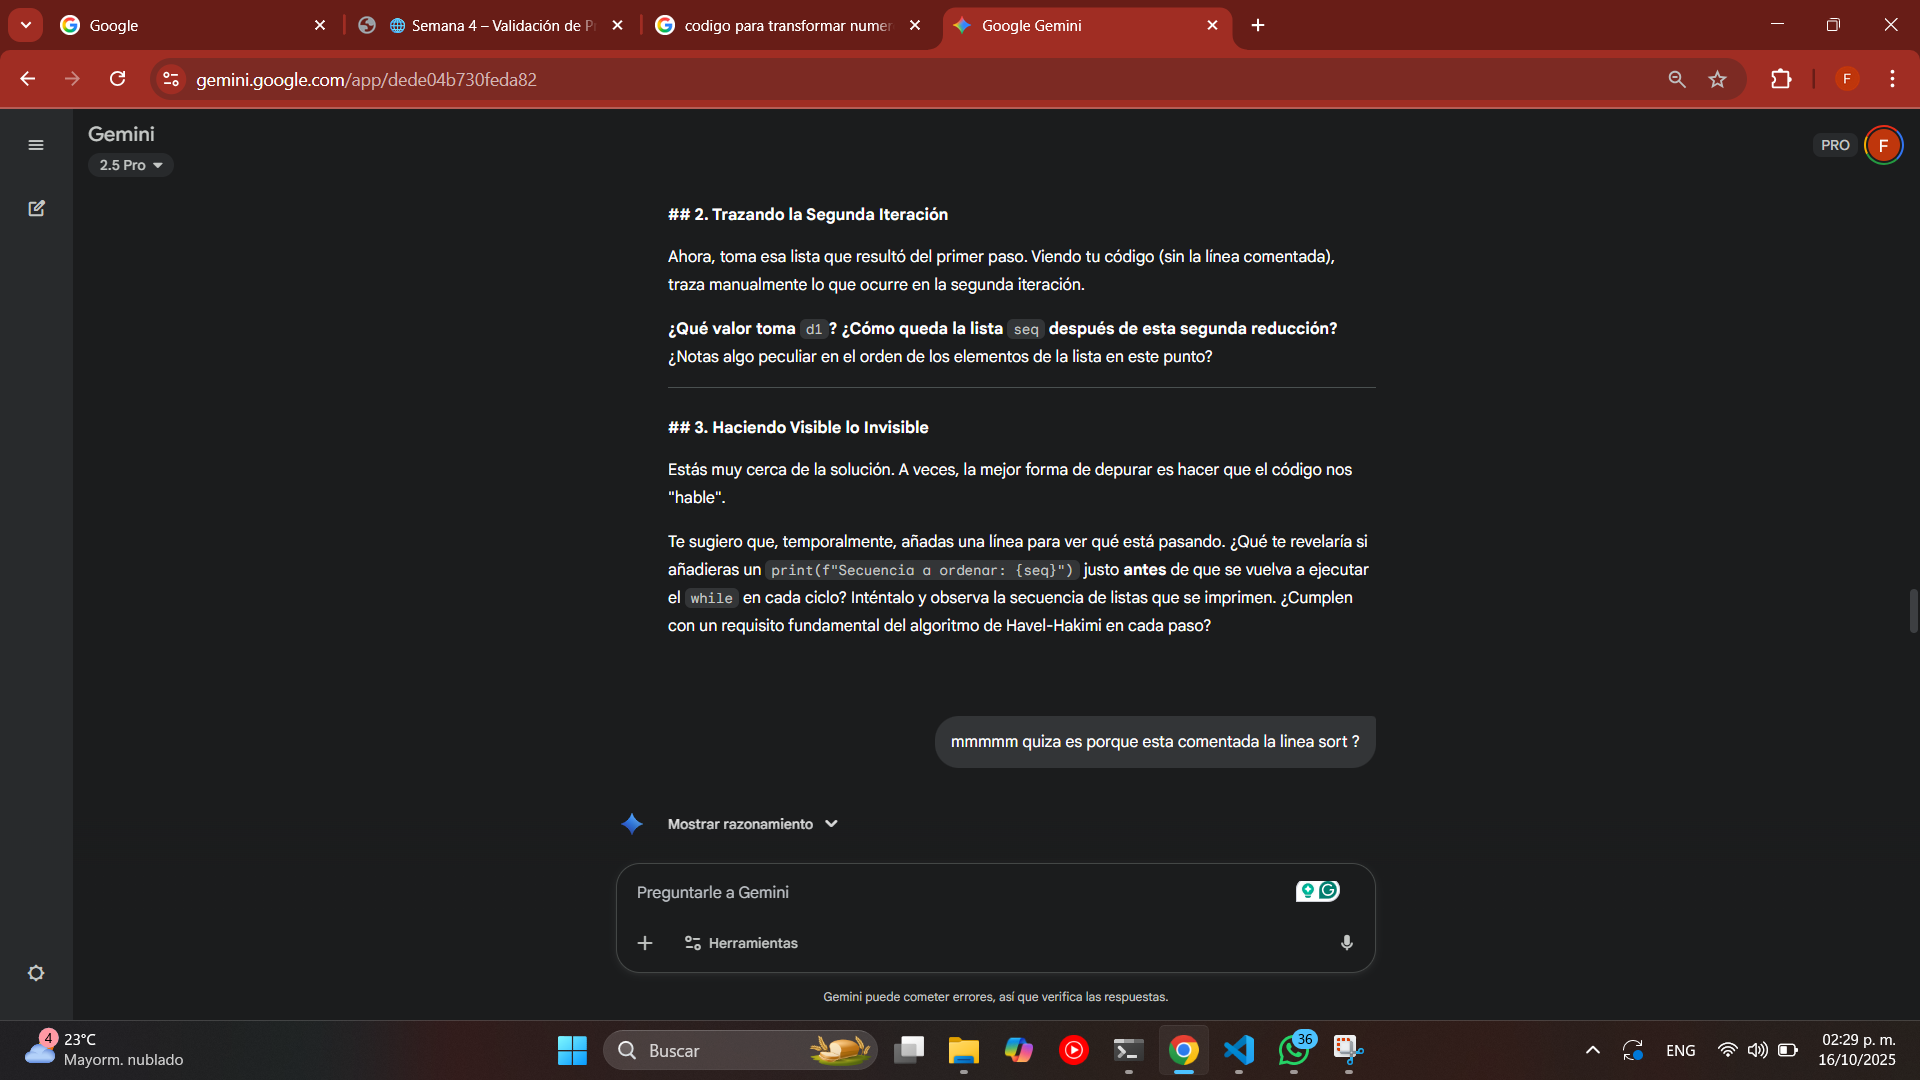 Google
Semana 4 – Validación de P
codigo para transformar numer
Google Gemini
gemini.google.com/app/dede04b730feda82
F
Gemini
2.5 Pro
PRO
F
## 2. Trazando la Segunda Iteración
Ahora, toma esa lista que resultó del primer paso. Viendo tu código (sin la línea comentada),
traza manualmente lo que ocurre en la segunda iteración.
¿Qué valor toma d1? ¿Cómo queda la lista seq después de esta segunda reducción?
¿Notas algo peculiar en el orden de los elementos de la lista en este punto?
## 3. Haciendo Visible lo Invisible
Estás muy cerca de la solución. A veces, la mejor forma de depurar es hacer que el código nos
"hable".
Te sugiero que, temporalmente, añadas una línea para ver qué está pasando. ¿Qué te revelaría si
añadieras un print(f"Secuencia a ordenar: {seq}") justo antes de que se vuelva a ejecutar
el while en cada ciclo? Inténtalo y observa la secuencia de listas que se imprimen. ¿Cumplen
con un requisito fundamental del algoritmo de Havel-Hakimi en cada paso?
mmmmm quiza es porque esta comentada la linea sort ?
Mostrar razonamiento
Preguntarle a Gemini
Herramientas
Gemini puede cometer errores, así que verifica las respuestas.
4
23°C
Mayorm. nublado
Buscar
36
ENG
02:29 p. m.
16/10/2025